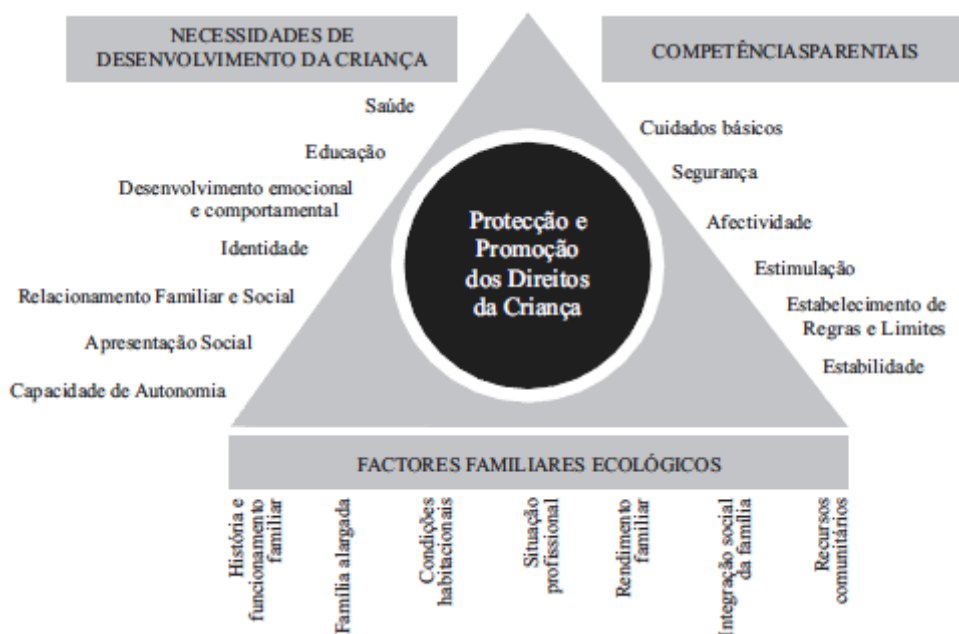 NECESSIDADES DE
DESENVOLVIMENTO DA CRIANÇA
Saúde
Educação
Desenvolvimento emocional
e comportamental
Identidade
Relacionamento Familiar e Social
Apresentação Social
Capacidade de Autonomia
COMPETÊNCIASPARENTAIS
Cuidados básicos
Segurança
Afectividade
Estimulação
Estabelecimento de
Regras e Limites
Estabilidade
Protecção e
Promoção
dos Direitos
da Criança
FACTORES FAMILIARES ECOLÓGICOS
História e
funcionamento
familiar
Família alargada
Condições
habitacionais
Situação
profissional
Rendimento
familiar
Integração social
da família
Recursos
comunitários